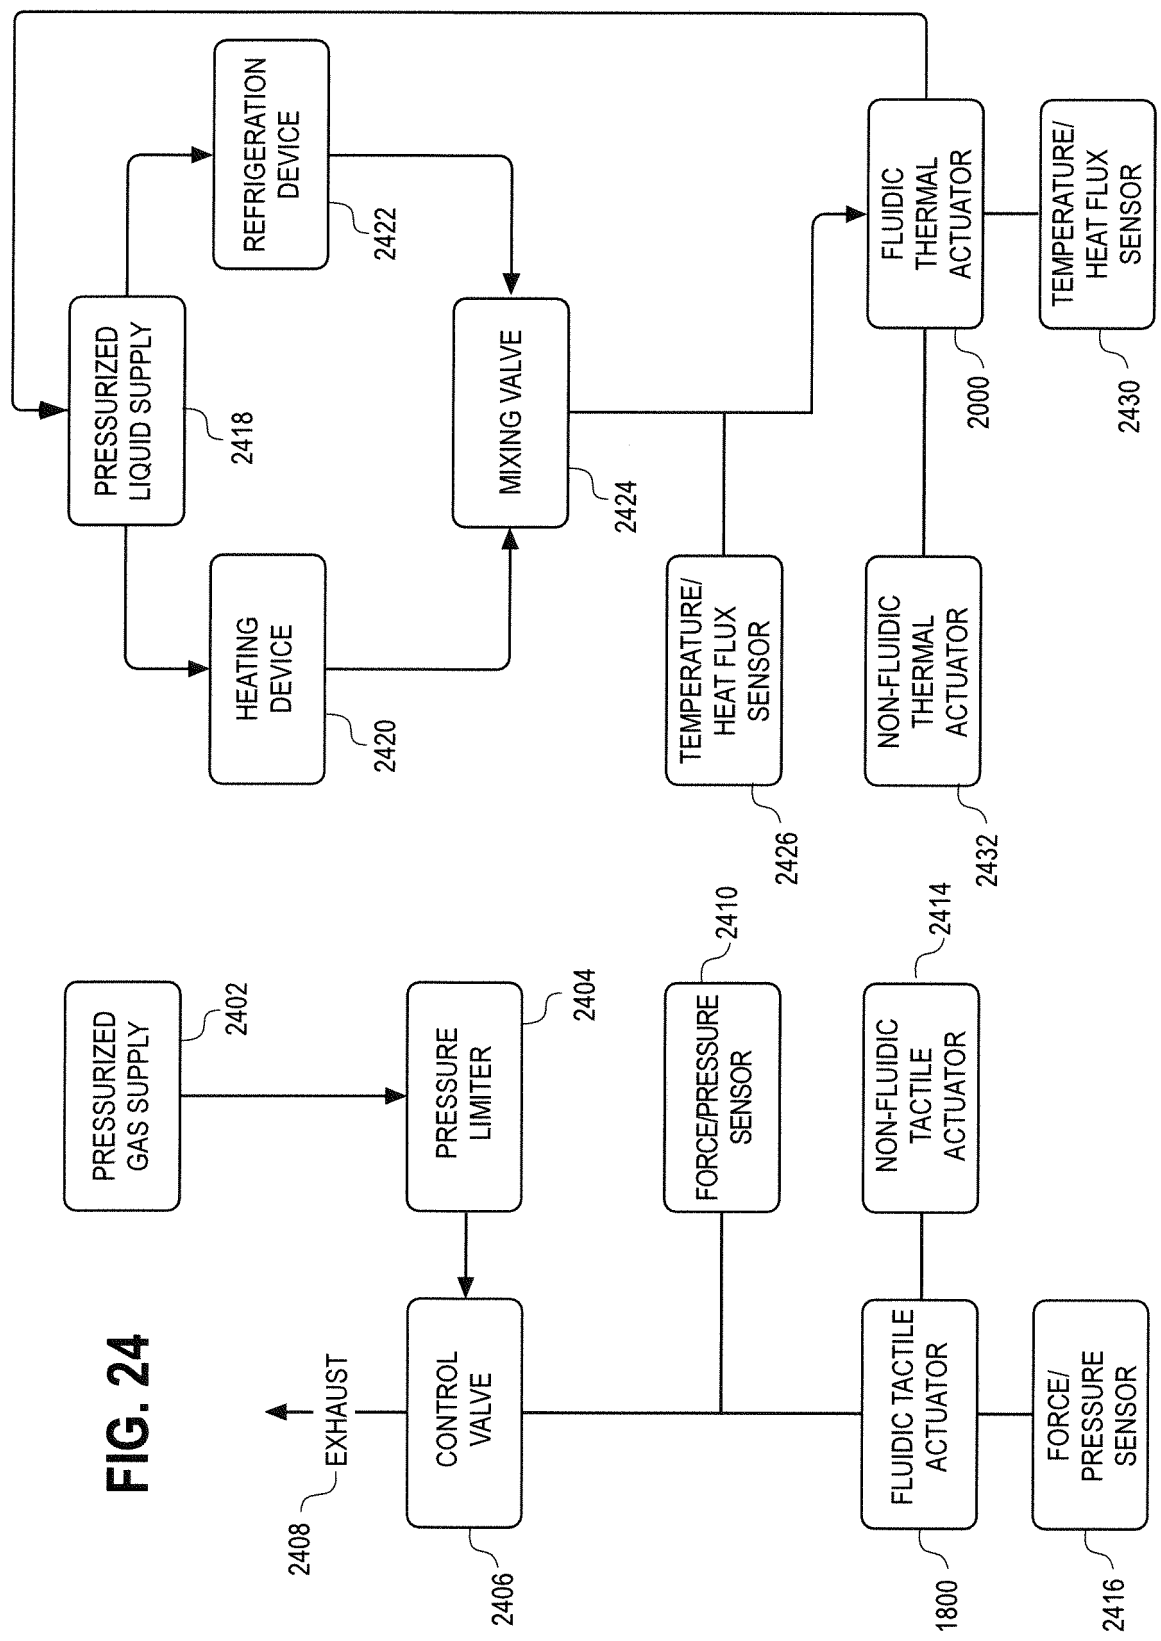 FIG. 24
PRESSURIZED
GAS SUPPLY
2402
PRESSURE
LIMITER
2404
CONTROL
VALVE
2406
EXHAUST
2408
FORCE/PRESSURE
SENSOR
2410
NON-FLUIDIC
TACTILE
ACTUATOR
2414
FLUIDIC TACTILE
ACTUATOR
1800
FORCE/
PRESSURE
SENSOR
2416
PRESSURIZED
LIQUID SUPPLY
2418
HEATING
DEVICE
2420
REFRIGERATION
DEVICE
2422
MIXING VALVE
2424
TEMPERATURE/
HEAT FLUX
SENSOR
2426
NON-FLUIDIC
THERMAL
ACTUATOR
2432
FLUIDIC
THERMAL
ACTUATOR
2000
TEMPERATURE/
HEAT FLUX
SENSOR
2430